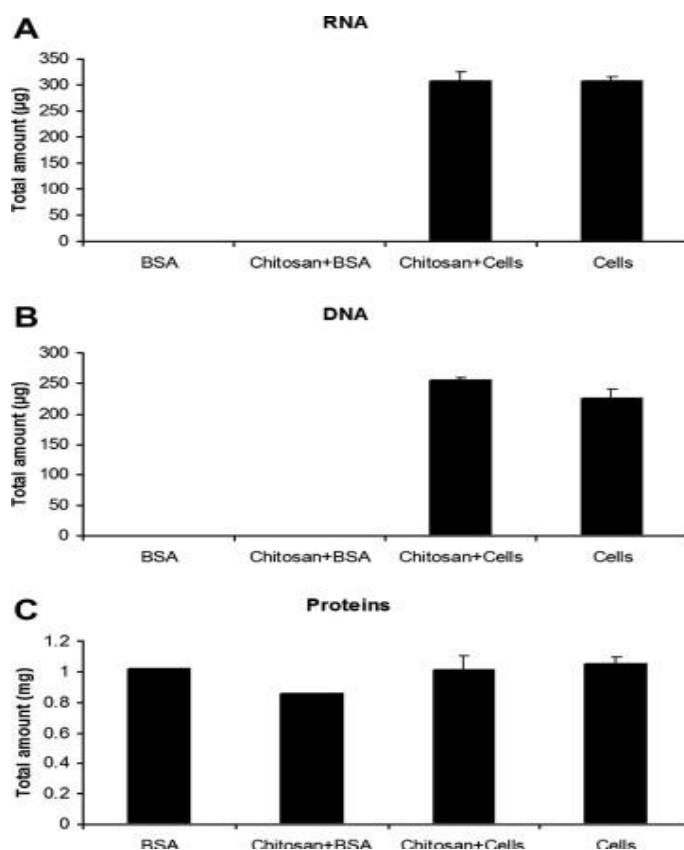 A
RNA
Total amount (µg)
350
300
250
200
150
100
50
0
BSA
Chitosan+BSA
Chitosan+Cells
Cells
B
DNA
Total amount (µg)
300
250
200
150
100
50
0
BSA
Chitosan+BSA
Chitosan+Cells
Cells
C
Proteins
Total amount (mg)
1.2
1
0.8
0.6
0.4
0.2
0
BSA
Chitosan+BSA
Chitosan+Cells
Cells